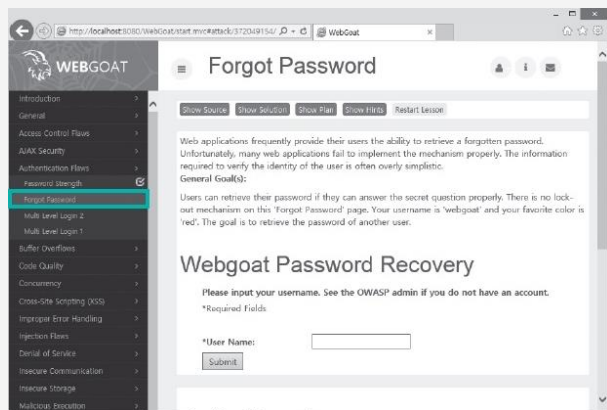 http://localhost:8080/WebGoat/start.mvc#attack/372049154/
WebGoat
WEBGOAT
Forgot Password
Introduction
General
Access Control Flaws
AJAX Security
Authentication Flaws
Password Strength
Forgot Password
Multi Level Login 2
Multi Level Login 1
Buffer Overflows
Code Quality
Concurrency
Cross-Site Scripting (XSS)
Improper Error Handling
Injection Flaws
Denial of Service
Insecure Communication
Insecure Storage
Malicious Execution
Show Source Show Solution Show Plan Show Hints Restart Lesson
Web applications frequently provide their users the ability to retrieve a forgotten password.
Unfortunately, many web applications fail to implement the mechanism properly. The information
required to verify the identity of the user is often overly simplistic.
General Goal(s):
Users can retrieve their password if they can answer the secret question properly. There is no lock-
out mechanism on this 'Forgot Password' page. Your username is 'webgoat' and your favorite color is
'red'. The goal is to retrieve the password of another user.
Webgoat Password Recovery
Please input your username. See the OWASP admin if you do not have an account.
*Required Fields
*User Name:
Submit